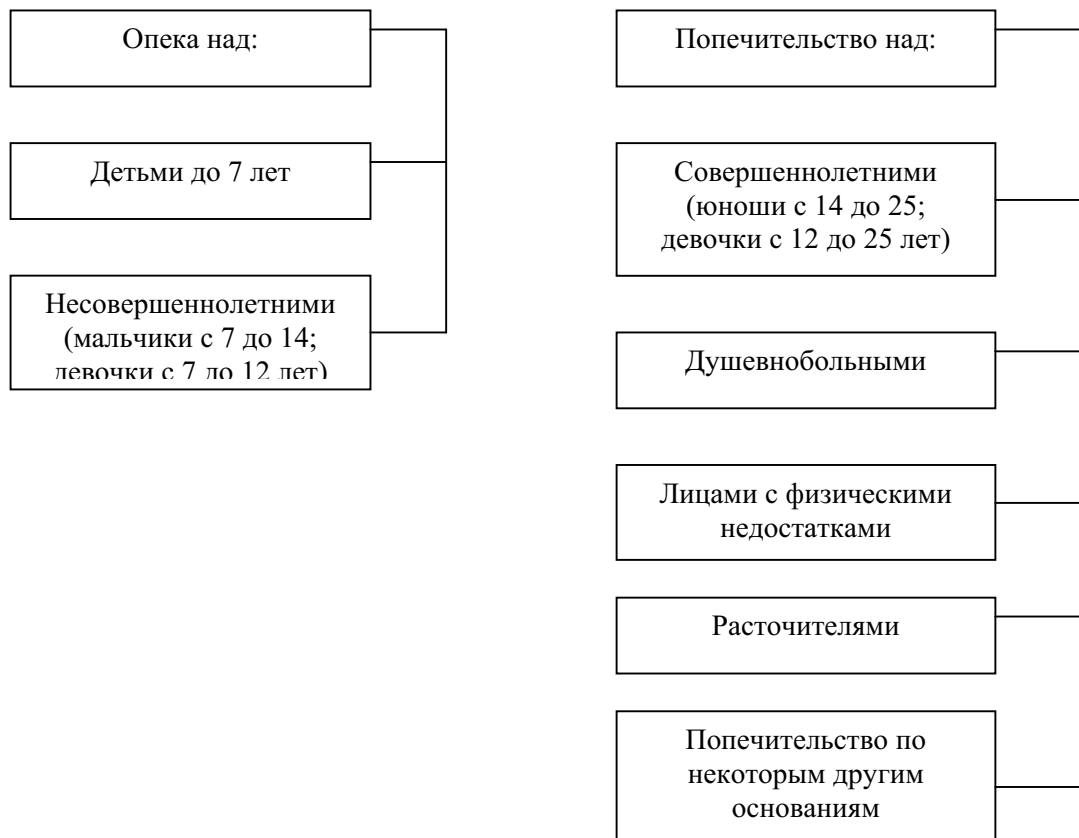 Опека над:
Детьми до 7 лет
Несовершеннолетними
(мальчики с 7 до 14;
девочки с 7 до 12 лет)
Попечительство над:
Совершеннолетними
(юноши с 14 до 25;
девочки с 12 до 25 лет)
Душевнобольными
Лицами с физическими
недостатками
Расточителями
Попечительство по
некоторым другим
основаниям